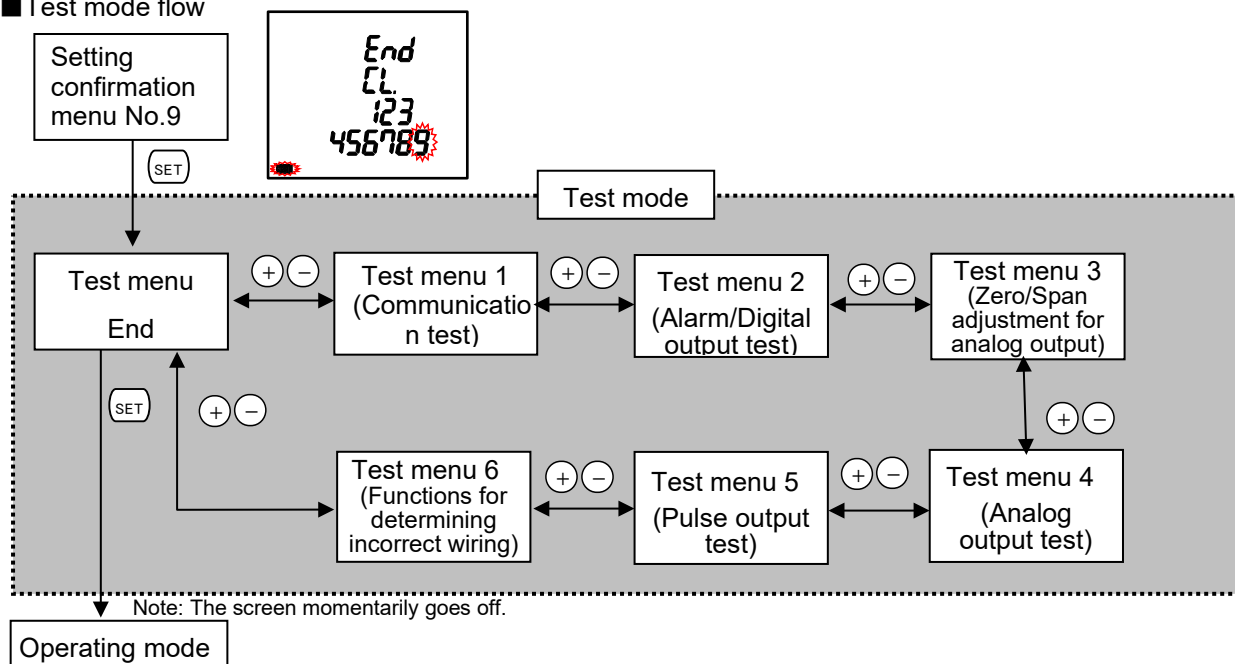 ■Test mode flow
Setting
confirmation
menu No.9
End
CL.
123
456789
SET
Test mode
Test menu
End
+ −
Test menu 1
(Communicatio
n test)
+ −
Test menu 2
(Alarm/Digital
output test)
+ −
Test menu 3
(Zero/Span
adjustment for
analog output)
SET
+ −
+ −
Test menu 6
(Functions for
determining
incorrect wiring)
+ −
Test menu 5
(Pulse output
test)
+ −
Test menu 4
(Analog
output test)
Note: The screen momentarily goes off.
Operating mode